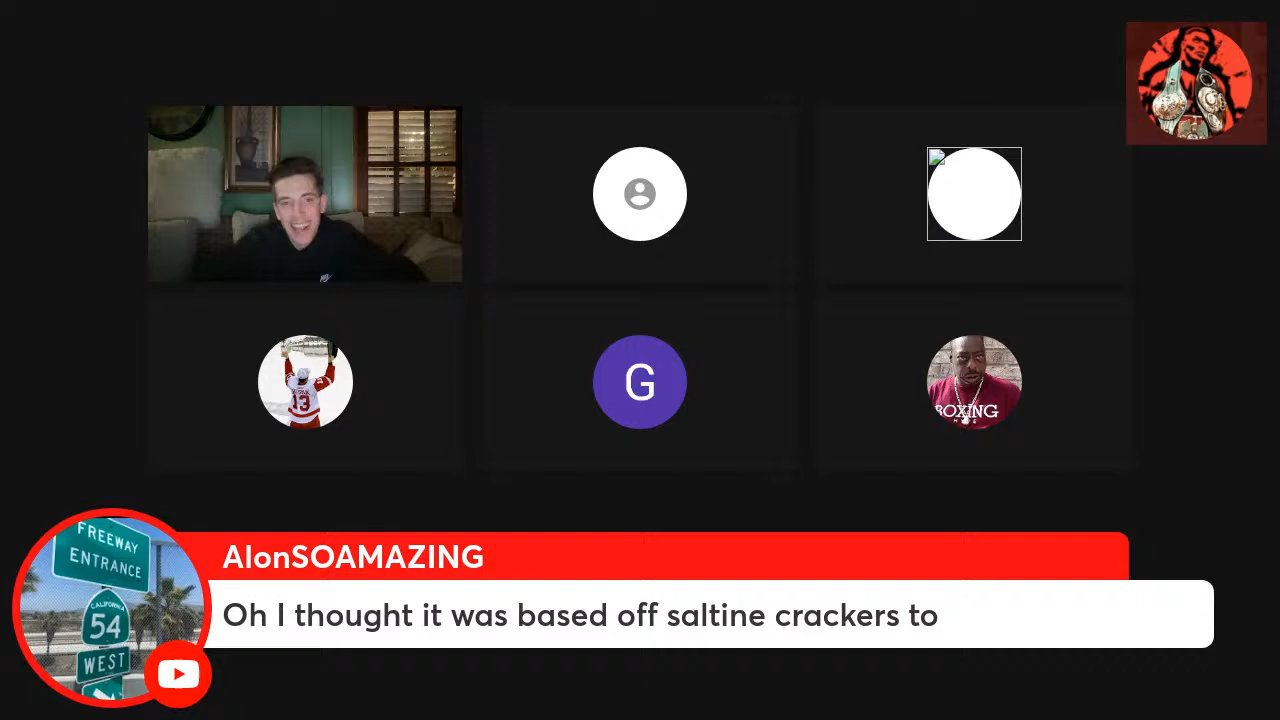 13
G
BOXING
FREEWAY
ENTRANCE
CALIFORNIA
54
WEST
AlonSOAMAZING
Oh I thought it was based off saltine crackers to